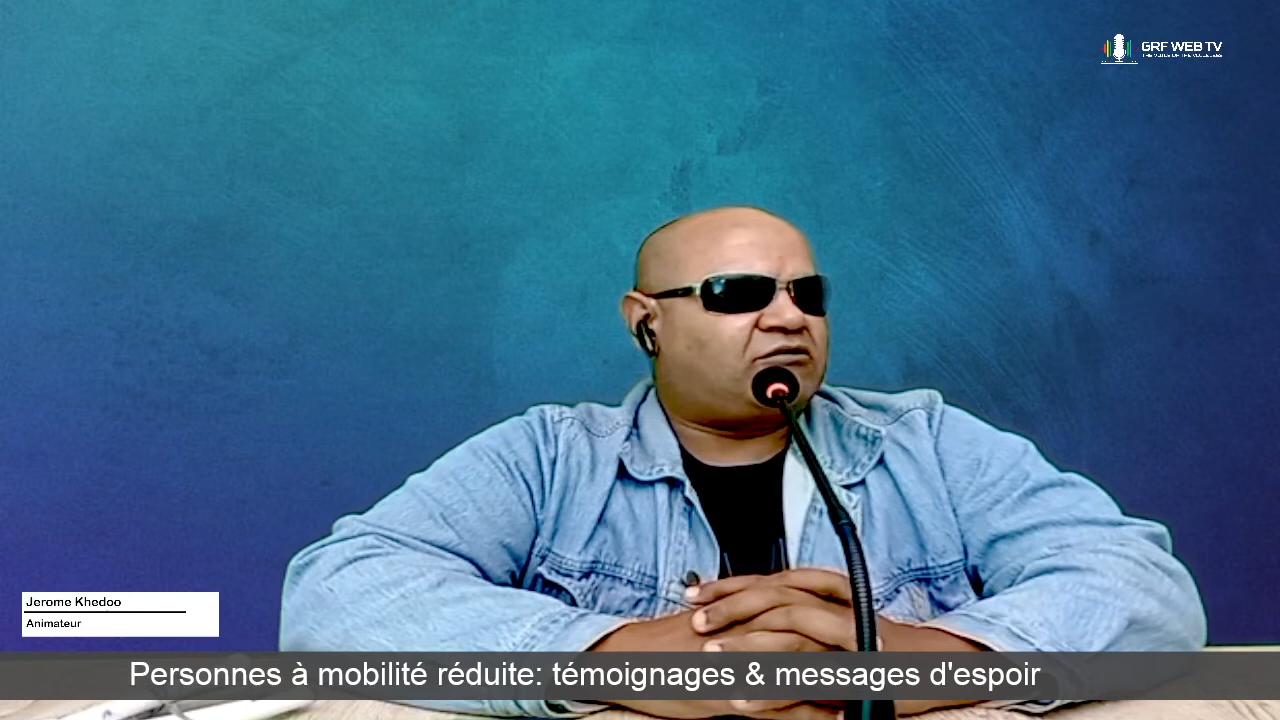 GRF WEB TV
Jerome Khedoo
Animateur
Personnes à mobilité réduite: témoignages & messages d'espoir